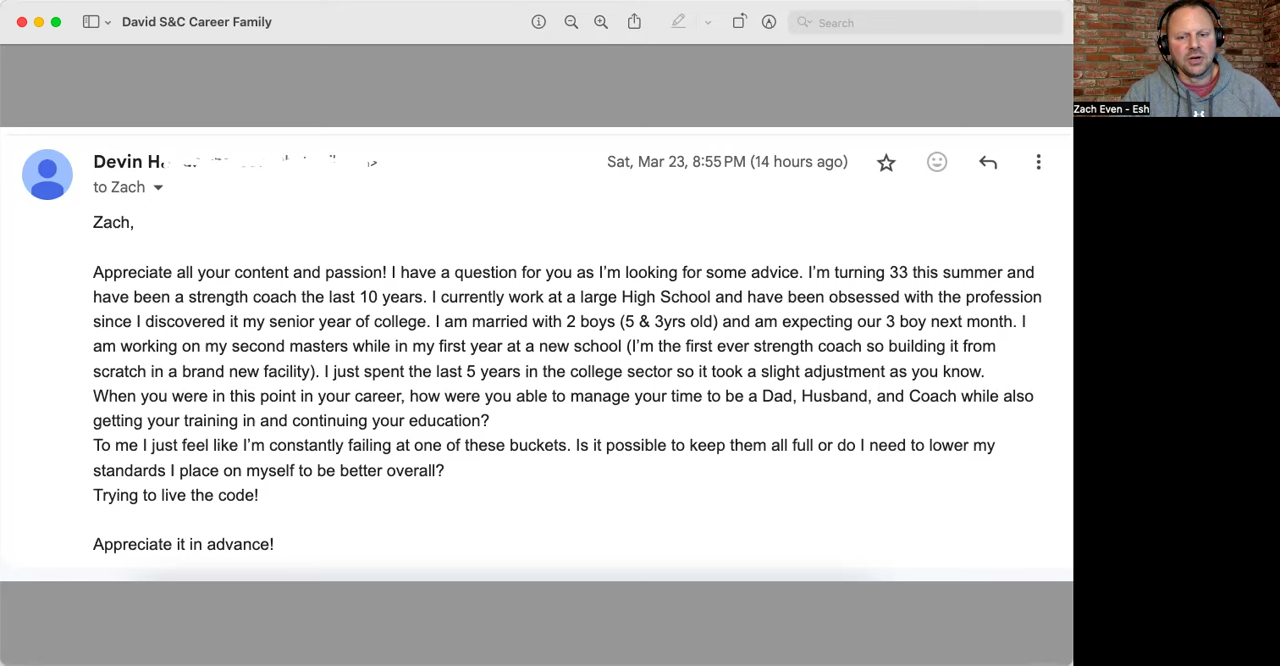 David S&C Career Family
Search
Zach Even - Esh
Devin H
Sat, Mar 23, 8:55 PM (14 hours ago)
to Zach
Zach,
Appreciate all your content and passion! I have a question for you as I'm looking for some advice. I'm turning 33 this summer and
have been a strength coach the last 10 years. I currently work at a large High School and have been obsessed with the profession
since I discovered it my senior year of college. I am married with 2 boys (5 & 3yrs old) and am expecting our 3 boy next month. I
am working on my second masters while in my first year at a new school (I'm the first ever strength coach so building it from
scratch in a brand new facility). I just spent the last 5 years in the college sector so it took a slight adjustment as you know.
When you were in this point in your career, how were you able to manage your time to be a Dad, Husband, and Coach while also
getting your training in and continuing your education?
To me I just feel like I'm constantly failing at one of these buckets. Is it possible to keep them all full or do I need to lower my
standards I place on myself to be better overall?
Trying to live the code!
Appreciate it in advance!